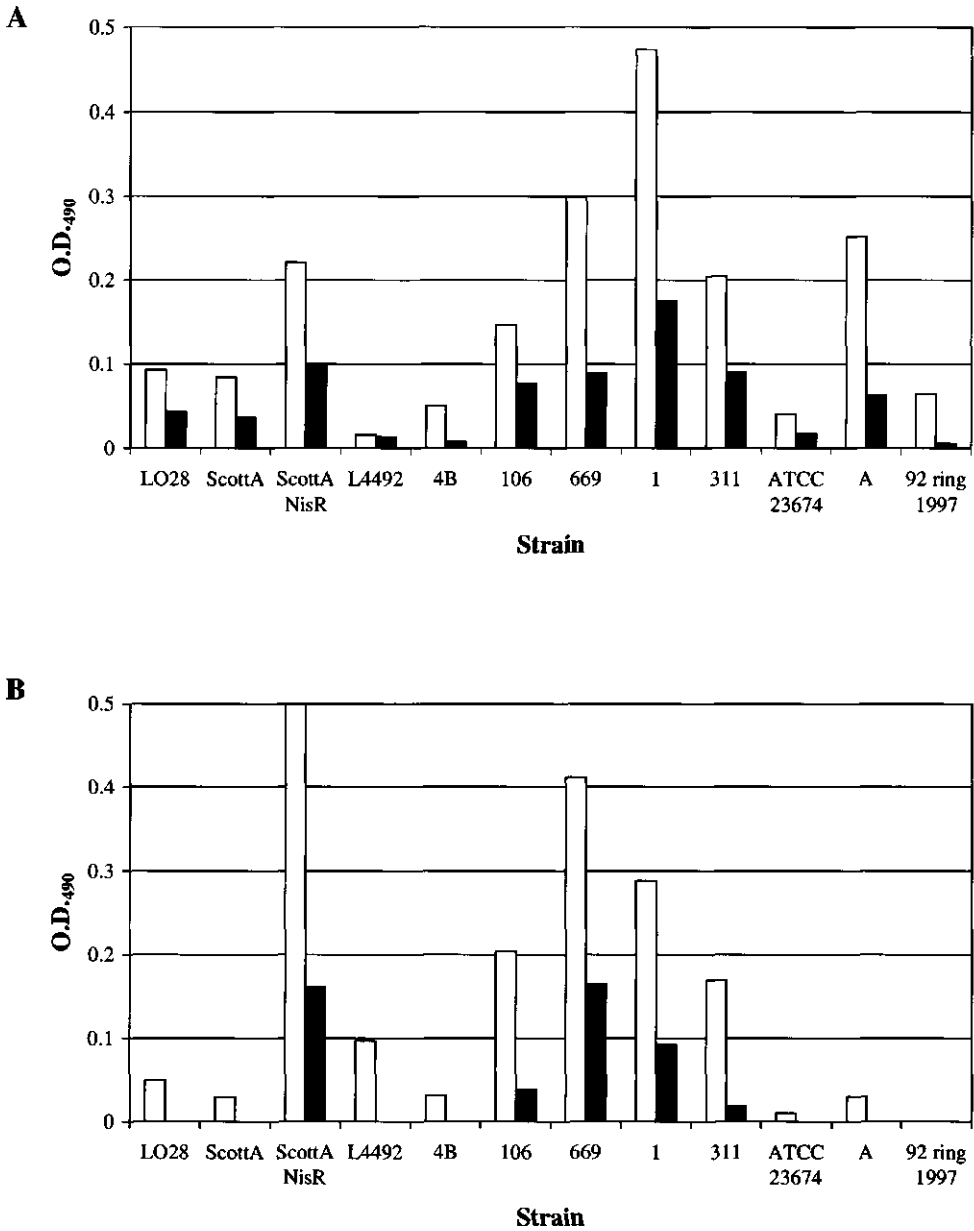 A
0.5
0.4
0.3
0.2
0.1
0
O.D.490
LO28 ScottA ScottA NisR L4492 4B 106 669 1 311 ATCC 23674 A 92 ring 1997
Strain
B
0.5
0.4
0.3
0.2
0.1
0
O.D.490
LO28 ScottA ScottA NisR L4492 4B 106 669 1 311 ATCC 23674 A 92 ring 1997
Strain